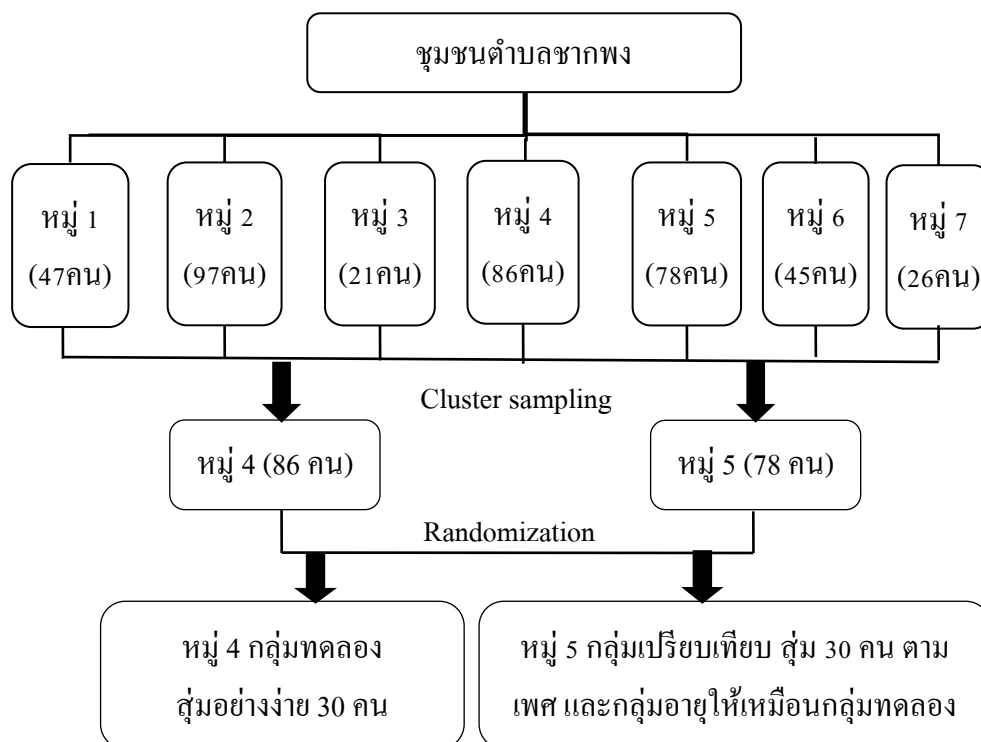 ชุมชนตำบลชากพง
หมู่ 1
(47คน)
หมู่ 2
(97คน)
หมู่ 3
(21คน)
หมู่ 4
(86คน)
หมู่ 5
(78คน)
หมู่ 6
(45คน)
หมู่ 7
(26คน)
Cluster sampling
หมู่ 4 (86 คน)
หมู่ 5 (78 คน)
Randomization
หมู่ 4 กลุ่มทดลอง
สุ่มอย่างง่าย 30 คน
หมู่ 5 กลุ่มเปรียบเทียบ สุ่ม 30 คน ตาม
เพศ และกลุ่มอายุให้เหมือนกลุ่มทดลอง